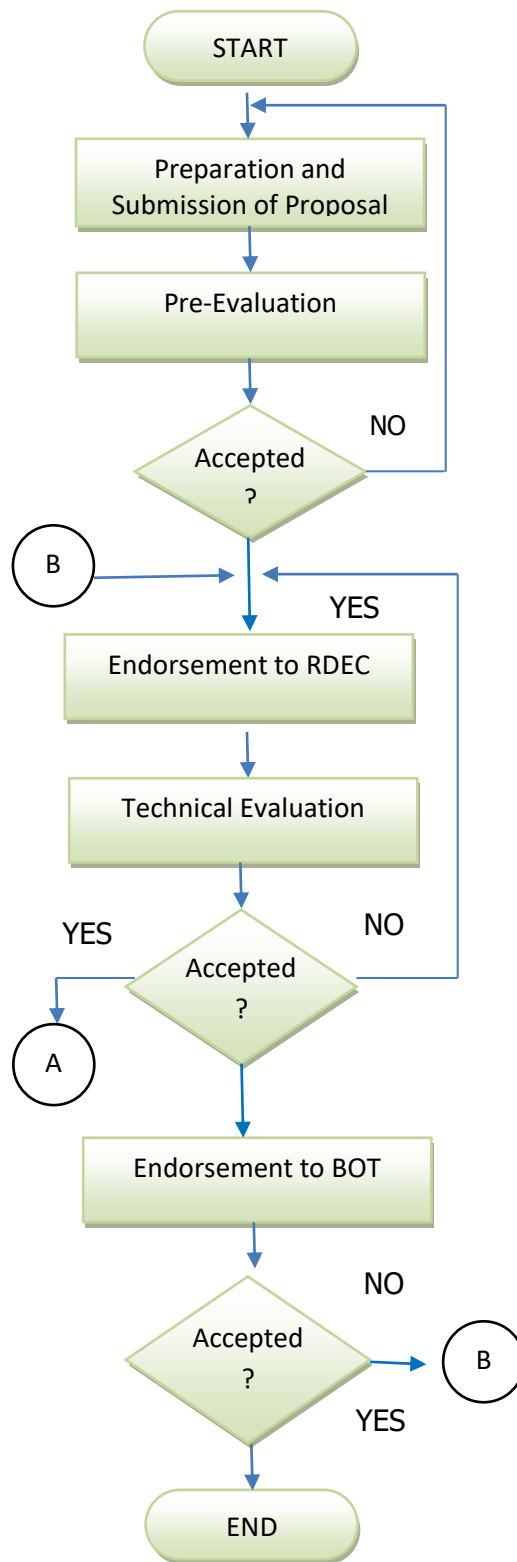 START
Preparation and
Submission of Proposal
Pre-Evaluation
NO
Accepted
?
B
YES
Endorsement to RDEC
Technical Evaluation
YES
NO
Accepted
?
A
Endorsement to BOT
NO
Accepted
?
B
YES
END